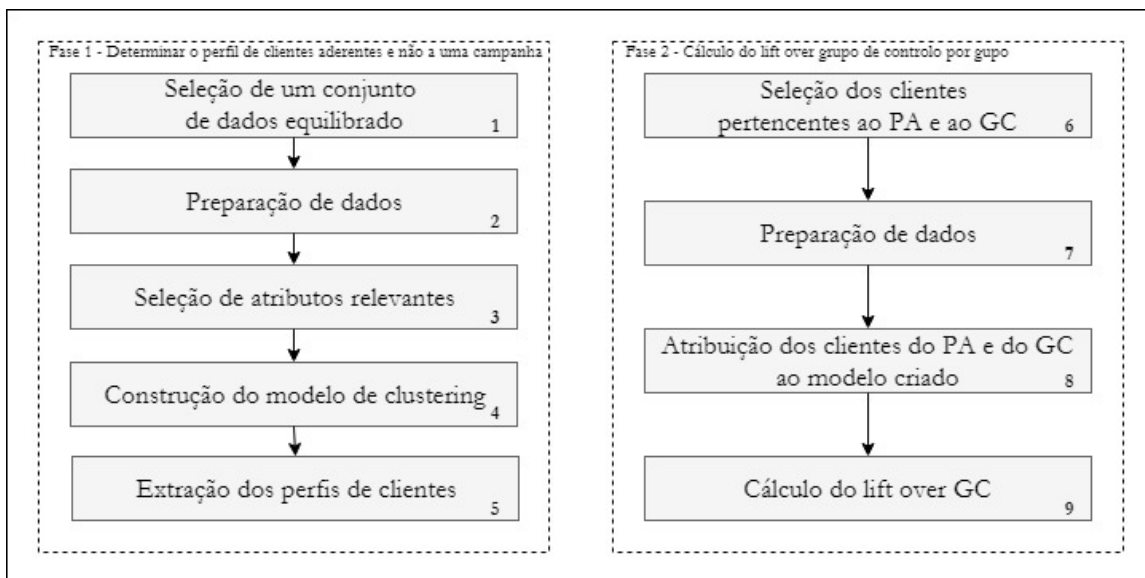 Fase 1 - Determinar o perfil de clientes aderentes e não a uma campanha
Seleção de um conjunto
de dados equilibrado
1
Preparação de dados
2
Seleção de atributos relevantes
3
Construção do modelo de clustering
4
Extração dos perfis de clientes
5
Fase 2 - Cálculo do lift over grupo de controlo por gupo
Seleção dos clientes
pertencentes ao PA e ao GC
6
Preparação de dados
7
Atribuição dos clientes do PA e do GC
ao modelo criado
8
Cálculo do lift over GC
9